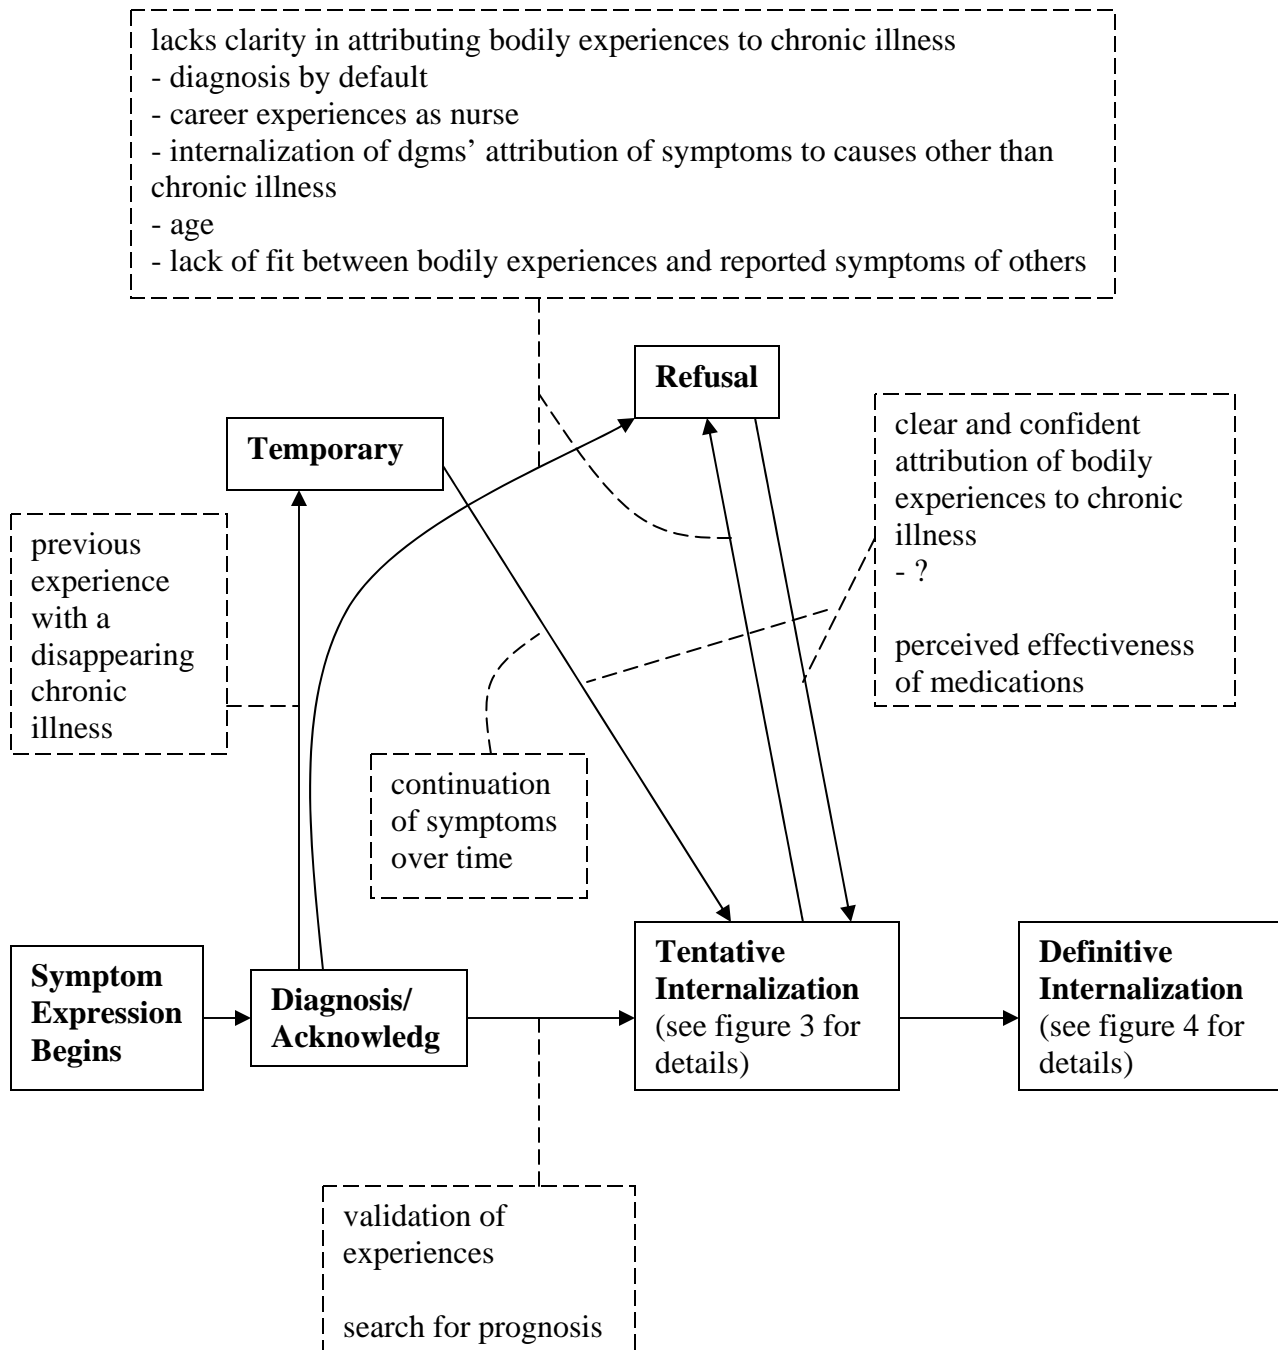 lacks clarity in attributing bodily experiences to chronic illness
- diagnosis by default
- career experiences as nurse
- internalization of dgms’ attribution of symptoms to causes other than
chronic illness
- age
- lack of fit between bodily experiences and reported symptoms of others
Refusal
Temporary
clear and confident
attribution of bodily
experiences to chronic
illness
- ?
perceived effectiveness
of medications
previous
experience
with a
disappearing
chronic
illness
continuation
of symptoms
over time
Symptom
Expression
Begins
Diagnosis/
Acknowledg
Tentative
Internalization
(see figure 3 for
details)
Definitive
Internalization
(see figure 4 for
details)
validation of
experiences
search for prognosis